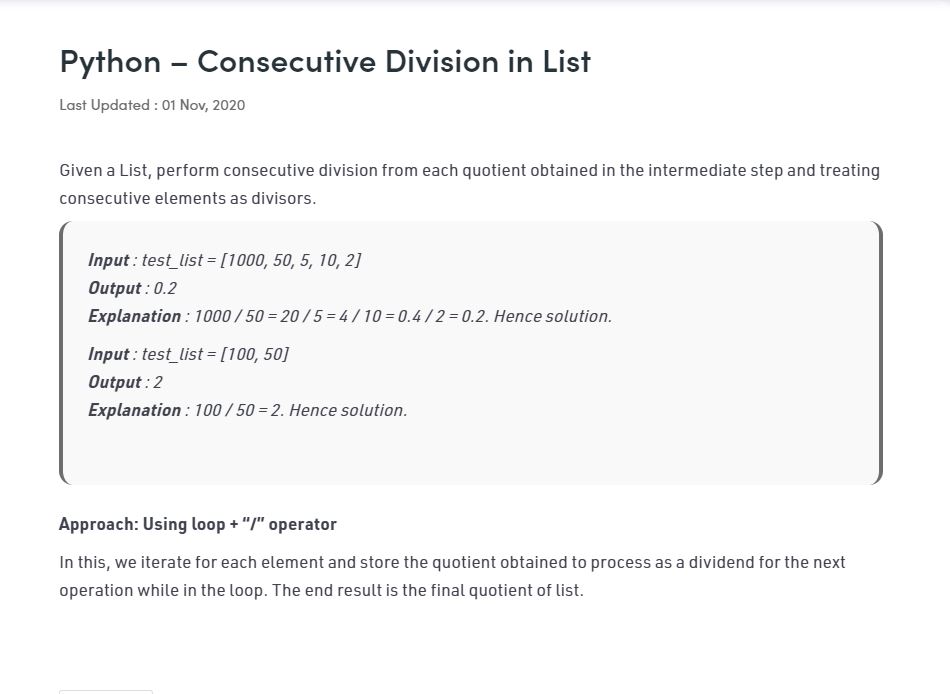 Python – Consecutive Division in List
Last Updated : 01 Nov, 2020
Given a List, perform consecutive division from each quotient obtained in the intermediate step and treating
consecutive elements as divisors.
Input : test_list = [1000, 50, 5, 10, 2]
Output : 0.2
Explanation : 1000 / 50 = 20 / 5 = 4 / 10 = 0.4 / 2 = 0.2. Hence solution.
Input : test_list = [100, 50]
Output : 2
Explanation : 100 / 50 = 2. Hence solution.
Approach: Using loop + “/” operator
In this, we iterate for each element and store the quotient obtained to process as a dividend for the next
operation while in the loop. The end result is the final quotient of list.